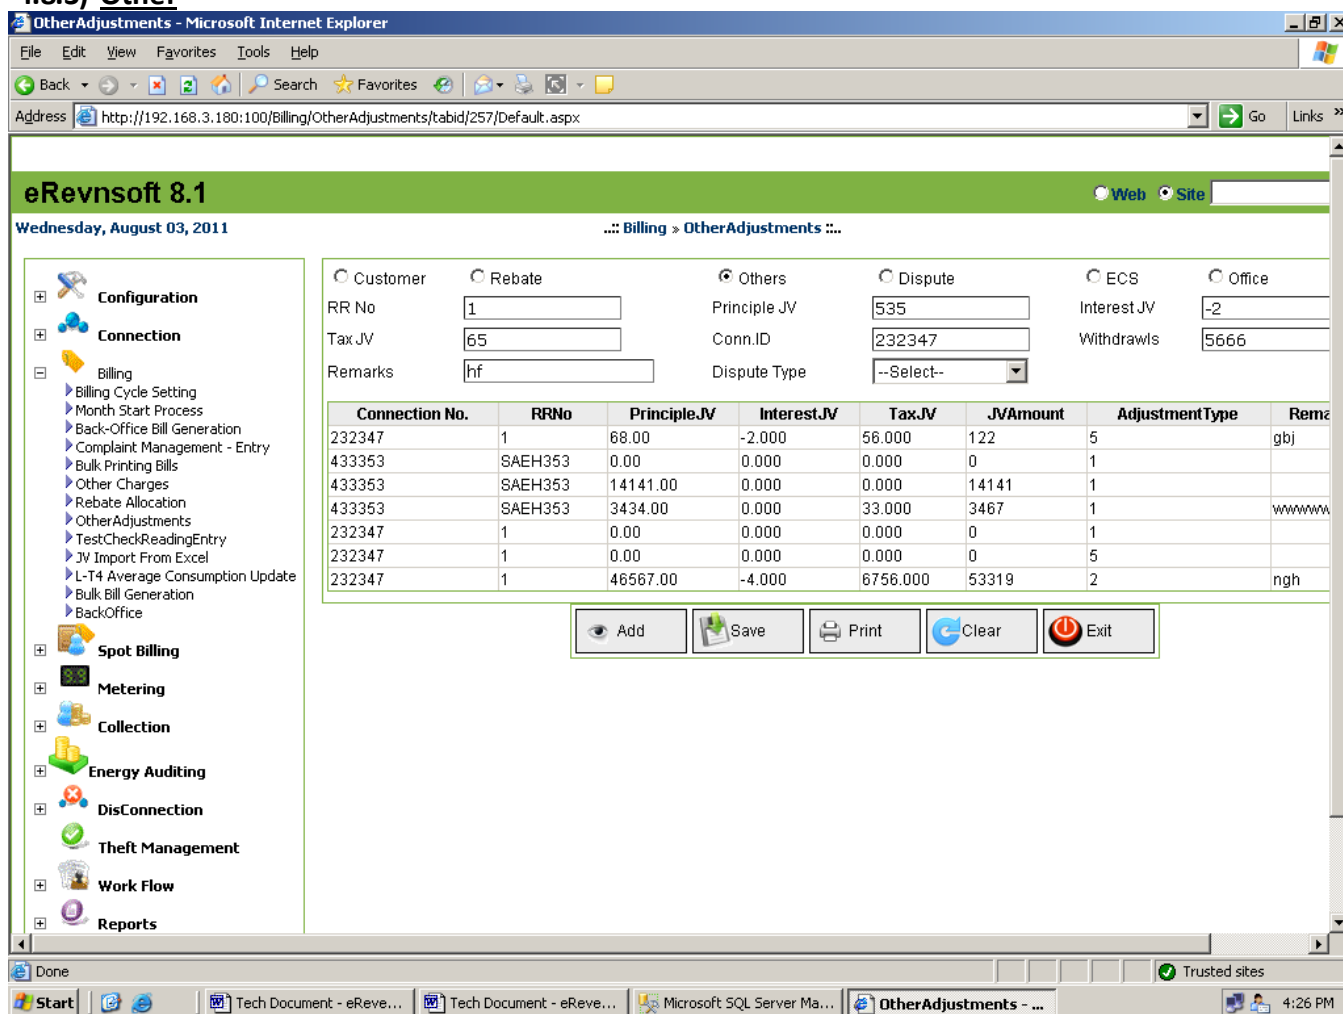 4.8.3) Other
OtherAdjustments - Microsoft Internet Explorer
File Edit View Favorites Tools Help
Back Search Favorites
Address http://192.168.3.180:100/Billing/OtherAdjustments/tabid/257/Default.aspx Go Links »
eRevnsoft 8.1 Web Site
Wednesday, August 03, 2011 ..:: Billing » OtherAdjustments ::..
Customer Rebate Others Dispute ECS Office
RR No 1 Principle JV 535 Interest JV -2
Tax JV 65 Conn.ID 232347 Withdrawls 5666
Remarks hf Dispute Type --Select--
Connection No. RRNo PrincipleJV InterestJV TaxJV JVAmount AdjustmentType Rema
232347 1 68.00 -2.000 56.000 122 5 gbj
433353 SAEH353 0.00 0.000 0.000 0 1
433353 SAEH353 14141.00 0.000 0.000 14141 1
433353 SAEH353 3434.00 0.000 33.000 3467 1
232347 1 0.00 0.000 0.000 0 1
232347 1 0.00 0.000 0.000 0 5
232347 1 46567.00 -4.000 6756.000 53319 2 ngh
Add Save Print Clear Exit
Configuration
Connection
Billing
Billing Cycle Setting
Month Start Process
Back-Office Bill Generation
Complaint Management - Entry
Bulk Printing Bills
Other Charges
Rebate Allocation
OtherAdjustments
TestCheckReadingEntry
JV Import From Excel
L-T4 Average Consumption Update
Bulk Bill Generation
BackOffice
Spot Billing
Metering
Collection
Energy Auditing
DisConnection
Theft Management
Work Flow
Reports
Done Trusted sites
Start Tech Document - eReve... Tech Document - eReve... Microsoft SQL Server Ma... OtherAdjustments - ... 4:26 PM